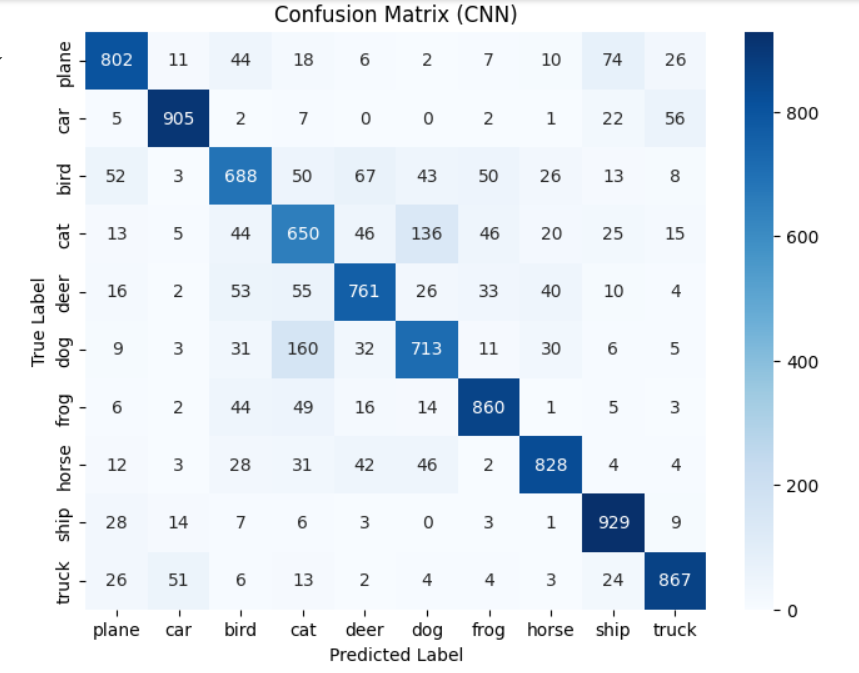 Confusion Matrix (CNN)
plane 802 11 44 18 6 2 7 10 74 26
car 5 905 2 7 0 0 2 1 22 56
bird 52 3 688 50 67 43 50 26 13 8
cat 13 5 44 650 46 136 46 20 25 15
deer 16 2 53 55 761 26 33 40 10 4
dog 9 3 31 160 32 713 11 30 6 5
frog 6 2 44 49 16 14 860 1 5 3
horse 12 3 28 31 42 46 2 828 4 4
ship 28 14 7 6 3 0 3 1 929 9
truck 26 51 6 13 2 4 4 3 24 867
plane car bird cat deer dog frog horse ship truck
Predicted Label
True Label
800
600
400
200
0